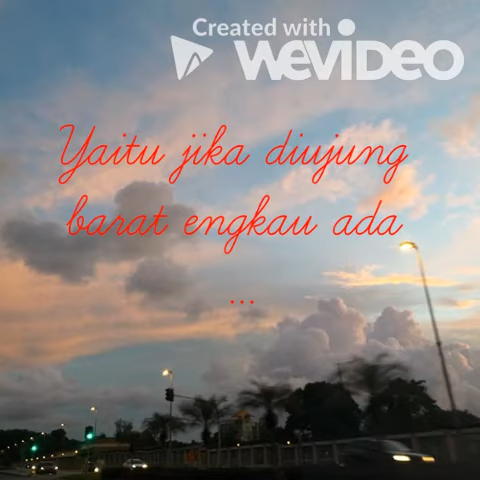 Created with
WEVIDEO
Yaitu jika diujung
barat engkau ada
...